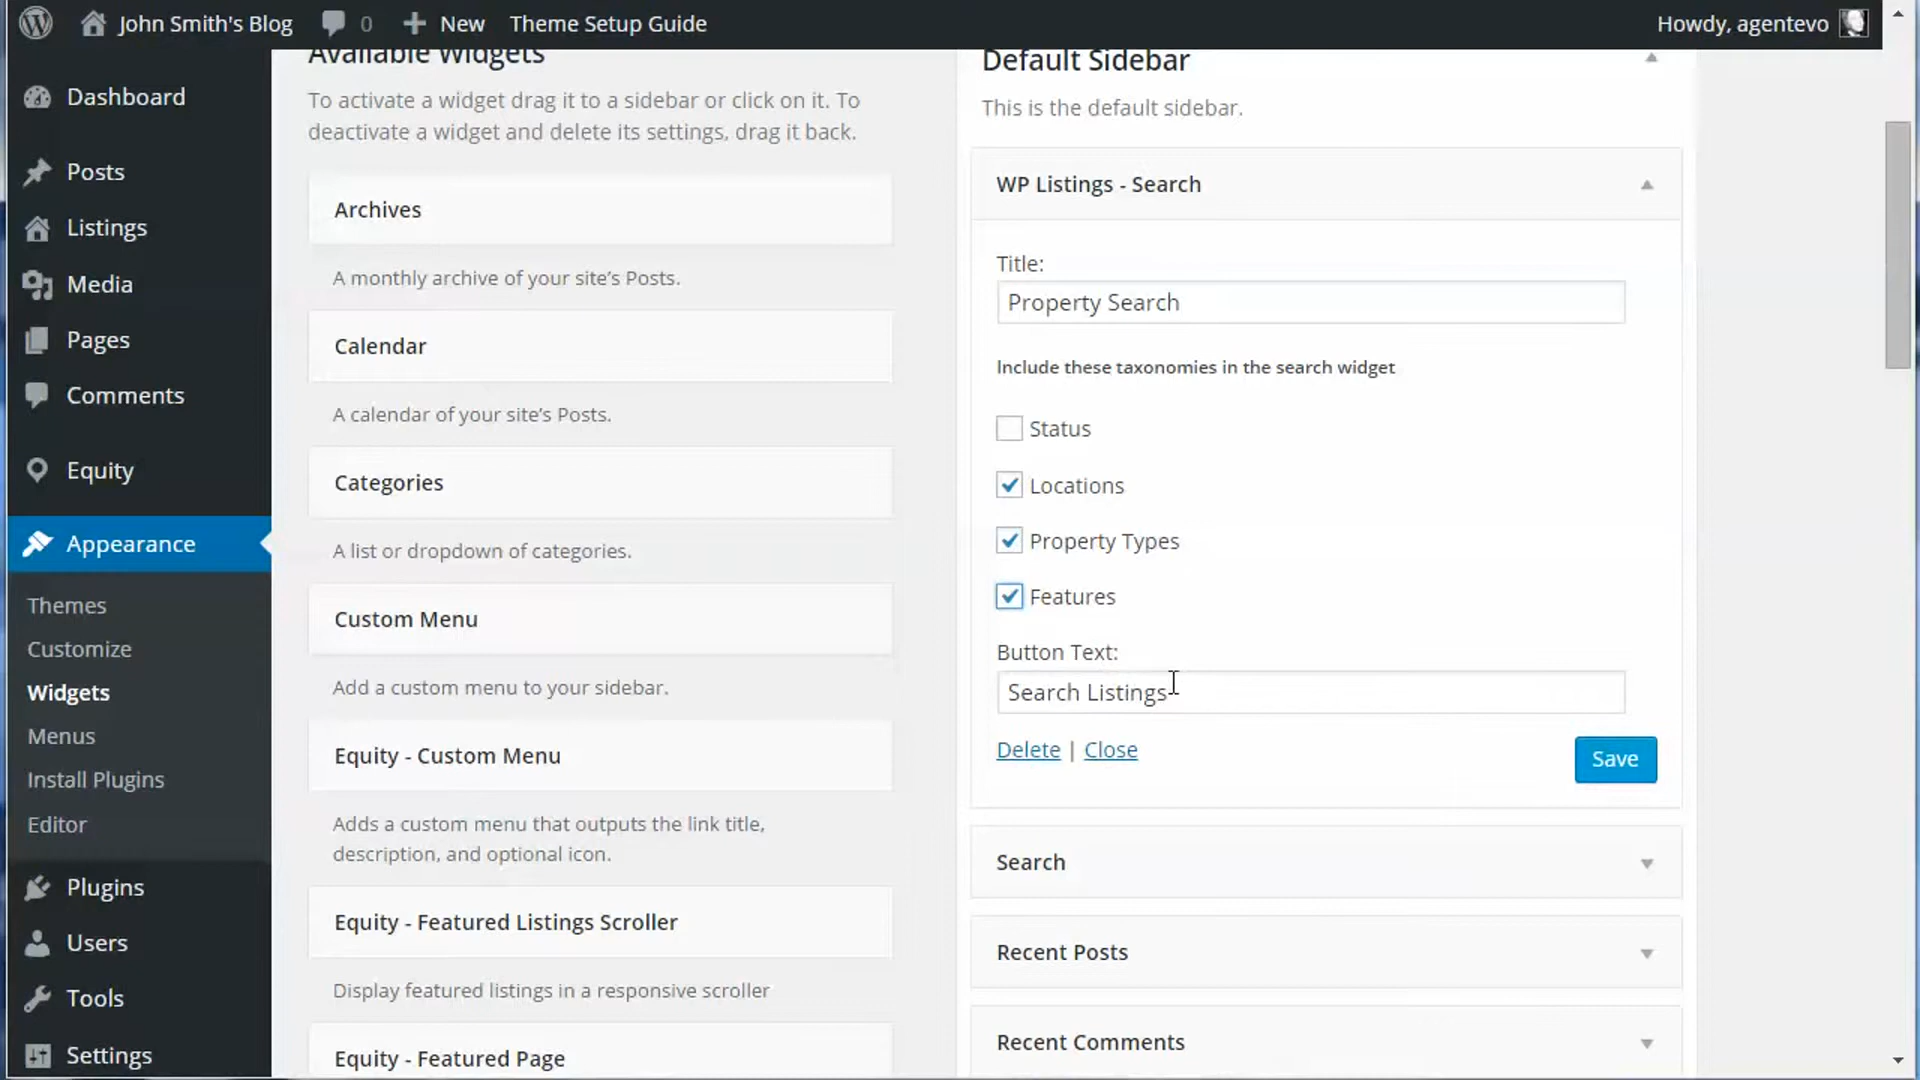 John Smith's Blog 0 New Theme Setup Guide Howdy, agentevo
Dashboard
Posts
Listings
Media
Pages
Comments
Equity
Appearance
Themes
Customize
Widgets
Menus
Install Plugins
Editor
Plugins
Users
Tools
Settings
Available Widgets
To activate a widget drag it to a sidebar or click on it. To
deactivate a widget and delete its settings, drag it back.
Archives
A monthly archive of your site's Posts.
Calendar
A calendar of your site's Posts.
Categories
A list or dropdown of categories.
Custom Menu
Add a custom menu to your sidebar.
Equity - Custom Menu
Adds a custom menu that outputs the link title,
description, and optional icon.
Equity - Featured Listings Scroller
Display featured listings in a responsive scroller
Equity - Featured Page
Default Sidebar
This is the default sidebar.
WP Listings - Search
Title:
Property Search
Include these taxonomies in the search widget
Status
Locations
Property Types
Features
Button Text:
Search Listings
Delete | Close
Save
Search
Recent Posts
Recent Comments